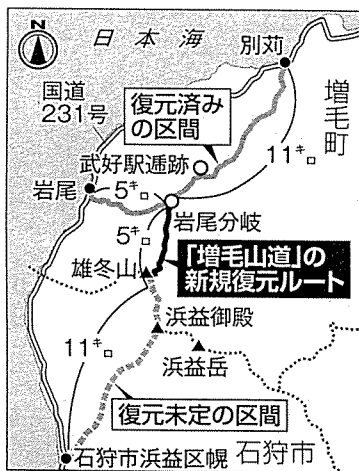 N
日本海
別苅
増毛町
国道
231号
復元済み
の区間
武好駅逓跡
11㌔
岩尾
5㌔
岩尾分岐
5㌔
「増毛山道」の
新規復元ルート
雄冬山
浜益御殿
浜益岳
11㌔
復元未定の区間
石狩市浜益区幌
石狩市